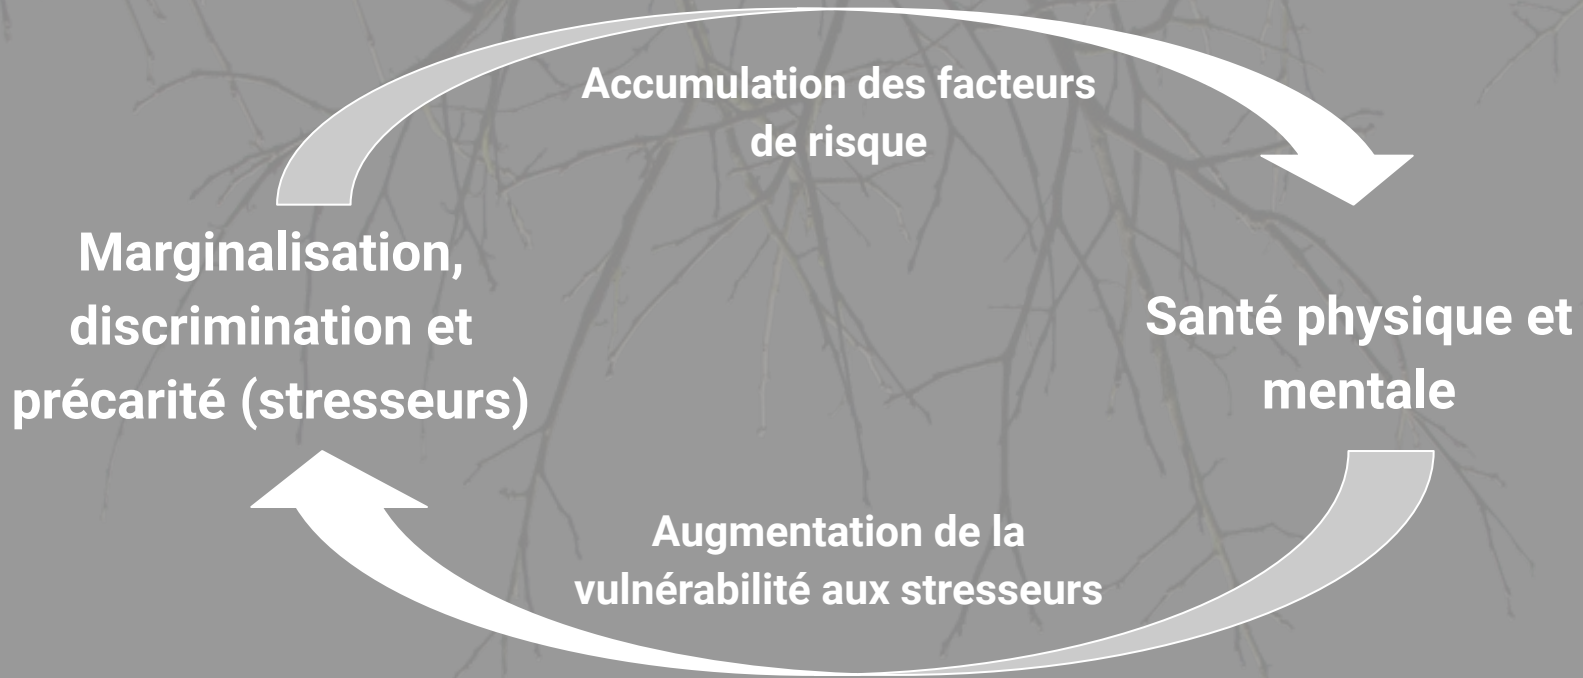 Accumulation des facteurs
de risque
Marginalisation,
discrimination et
précarité (stresseurs)
Santé physique et
mentale
Augmentation de la
vulnérabilité aux stresseurs